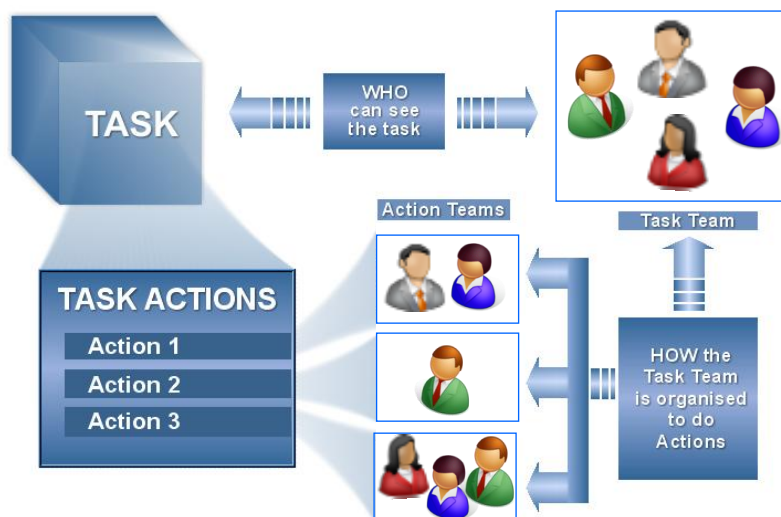 TASK
WHO
can see
the task
Action Teams
Task Team
TASK ACTIONS
Action 1
Action 2
Action 3
HOW the
Task Team
is organised
to do
Actions